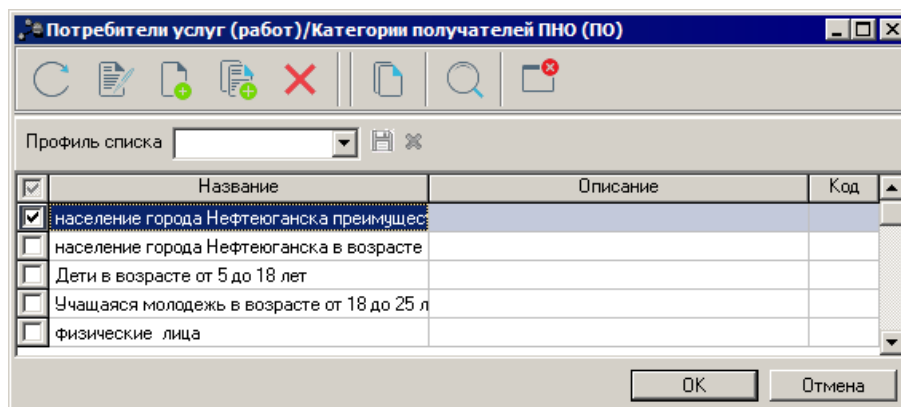 Потребители услуг (работ)/Категории получателей ПНО (ПО)
Профиль списка
Название Описание Код
население города Нефтеюганска преимущес
население города Нефтеюганска в возрасте
Дети в возрасте от 5 до 18 лет
Учащаяся молодежь в возрасте от 18 до 25 л
физические лица
OK Отмена